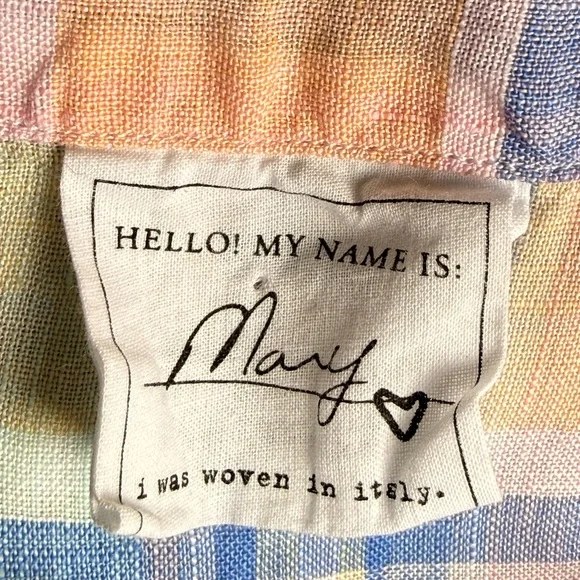 HELLO! MY NAME IS:
Mary
i was woven in italy.